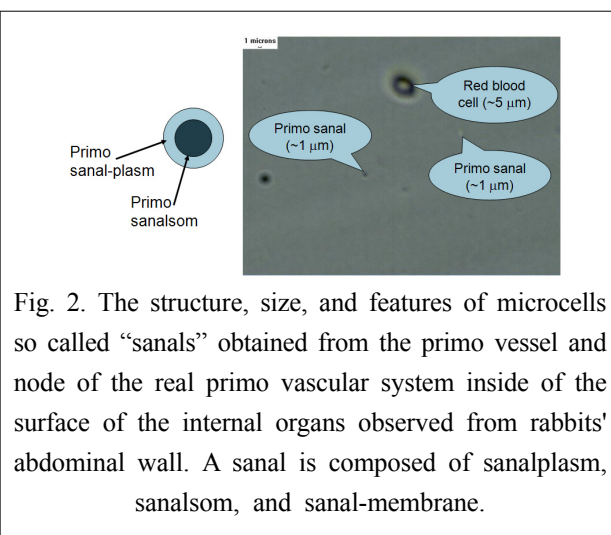 1 microns
Red blood
cell (~5 μm)
Primo sanal
(~1 μm)
Primo sanal
(~1 μm)
Primo
sanal-plasm
Primo
sanalsom
Fig. 2. The structure, size, and features of microcells
so called “sanals” obtained from the primo vessel and
node of the real primo vascular system inside of the
surface of the internal organs observed from rabbits'
abdominal wall. A sanal is composed of sanalplasm,
sanalsom, and sanal-membrane.